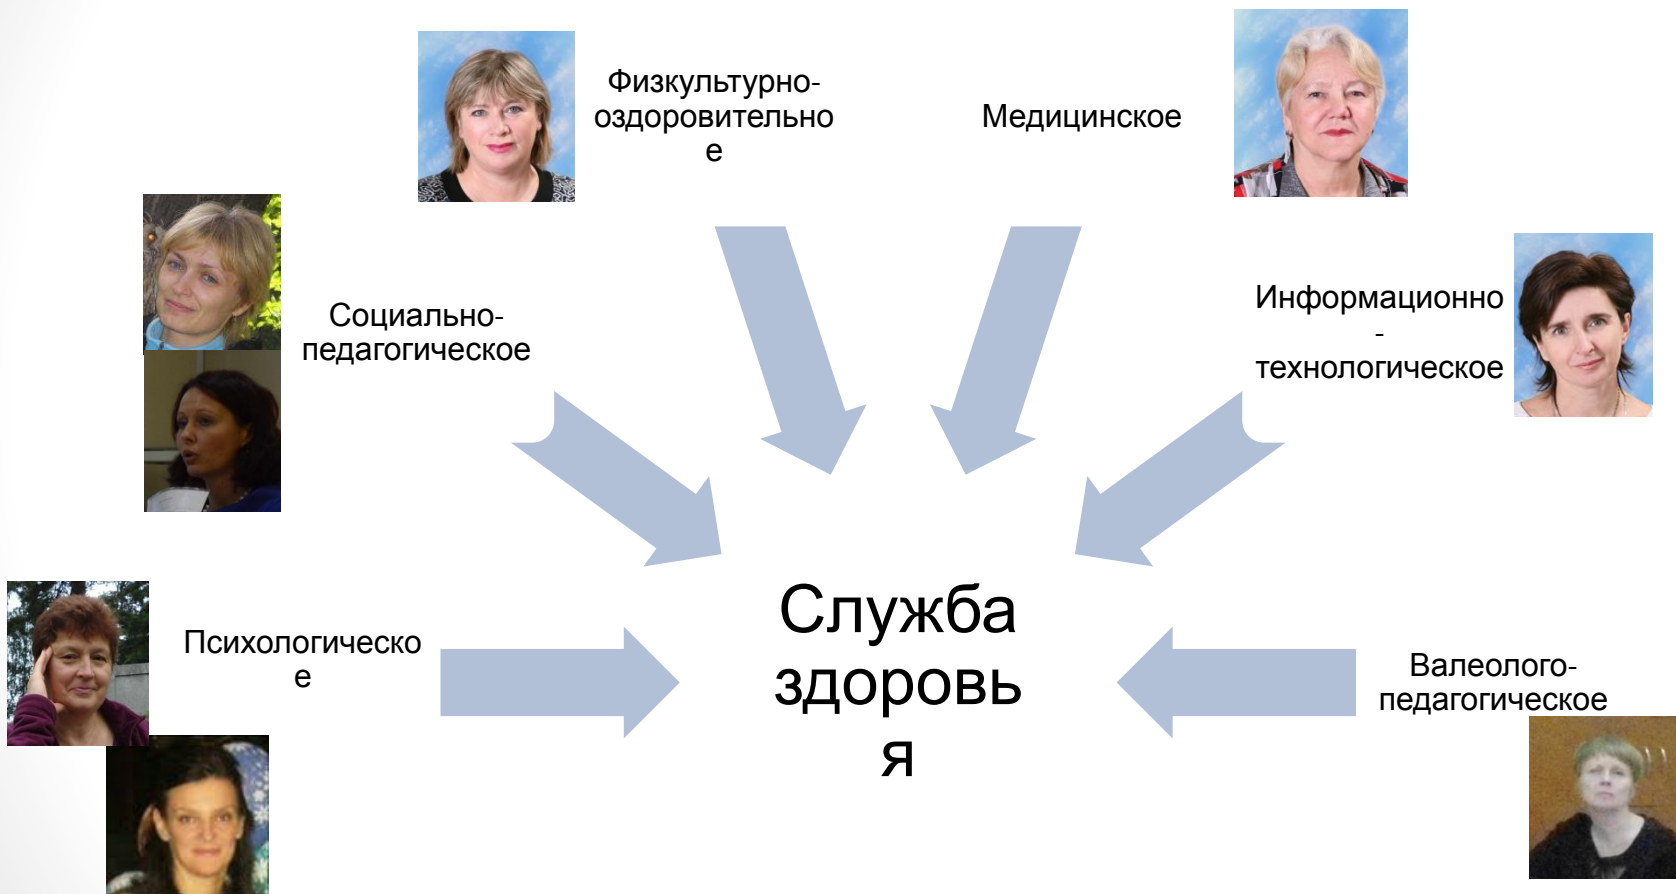 Физкультурно-
оздоровительно
е
Медицинское
Социально-
педагогическое
Информационно
-
технологическое
Психологическо
е
Служба
здоровь
я
Валеолого-
педагогическое